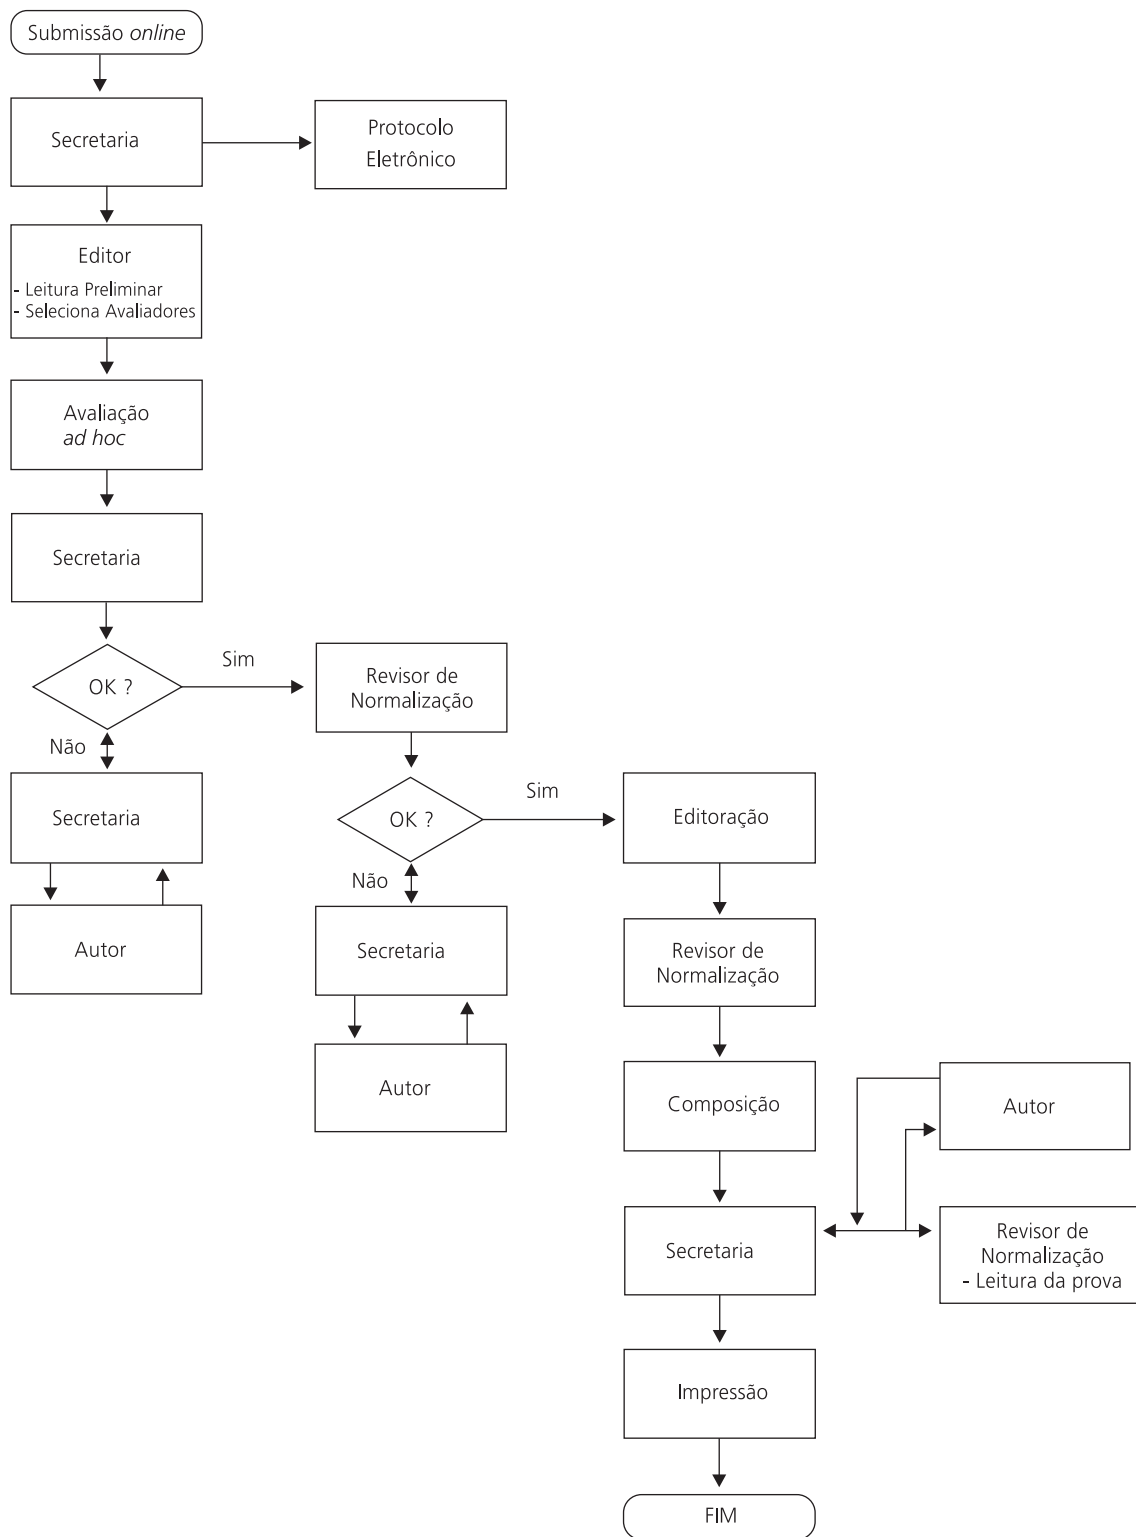 Submissão online
Secretaria
Protocolo
Eletrônico
Editor
- Leitura Preliminar
- Seleciona Avaliadores
Avaliação
ad hoc
Secretaria
OK ?
Sim
Não
Revisor de
Normalização
Secretaria
Autor
OK ?
Sim
Não
Editoração
Secretaria
Autor
Revisor de
Normalização
Composição
Autor
Secretaria
Revisor de
Normalização
- Leitura da prova
Impressão
FIM